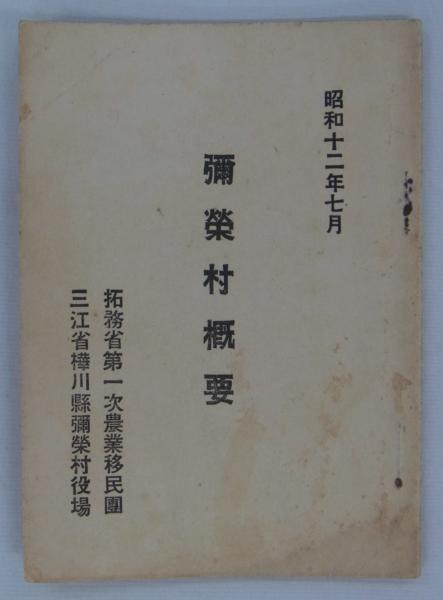 昭和十二年七月
彌榮村概要
拓務省第一次農業移民團
三江省樺川縣彌榮村役場